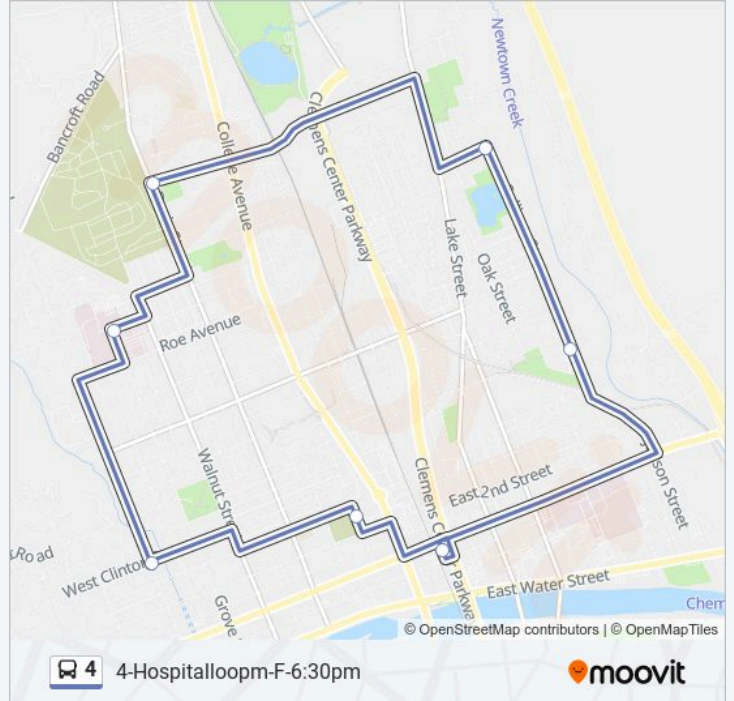 Newtown Creek
Bancroft Road
College Avenue
Clemens Center Parkway
Lake Street
Oak Street
Roe Avenue
Walnut Stre
East 2nd Street
Clemens C
r Parkway
son Street
Road
West Clinton
East Water Street
Grove
Chem
© OpenStreetMap contributors | © OpenMapTiles
4 4-Hospitalloopm-F-6:30pm
moovit